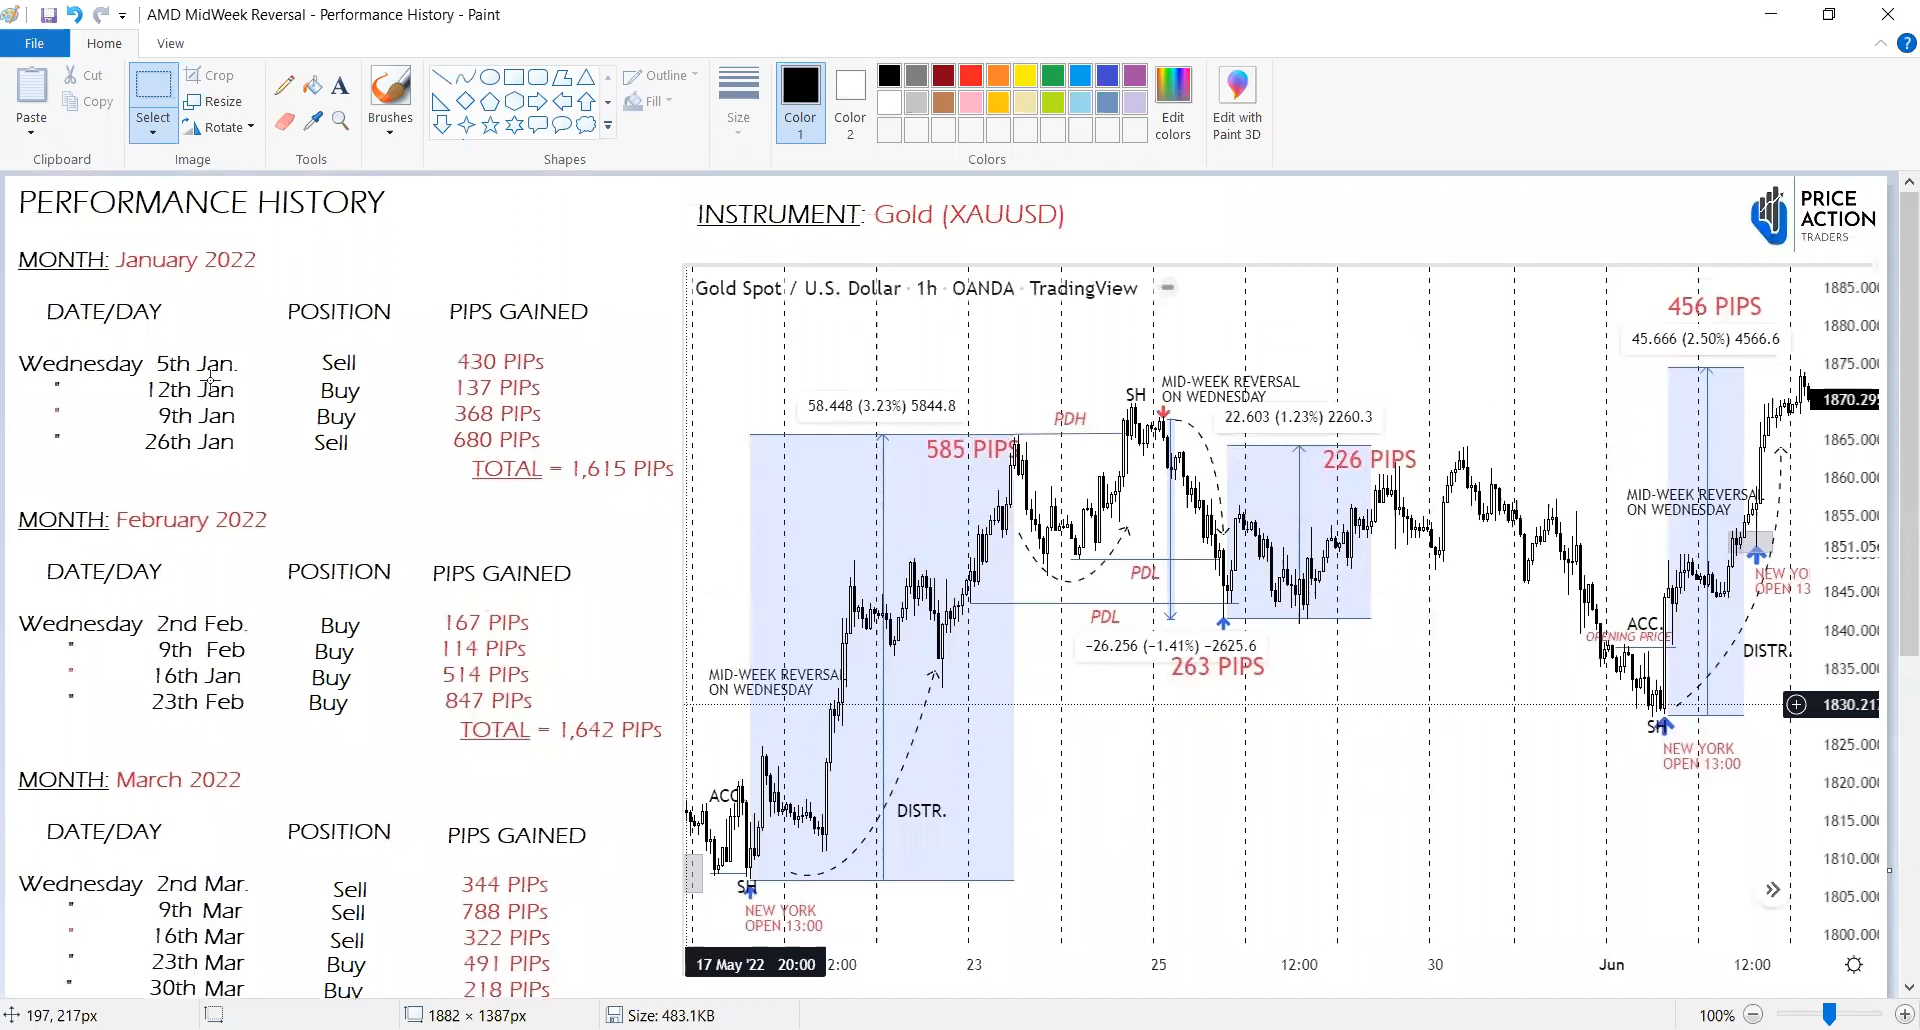 AMD MidWeek Reversal - Performance History - Paint
File Home View
Paste Cut Copy Clipboard
Select Crop Resize Rotate Image
Tools
Brushes
Shapes
Outline Fill
Size
Color 1 Color 2
Edit colors
Edit with Paint 3D
Colors
PERFORMANCE HISTORY
MONTH: January 2022
DATE/DAY POSITION PIPS GAINED
Wednesday 5th Jan. Sell 430 PIPs
" 12th Jan Buy 137 PIPs
" 9th Jan Buy 368 PIPs
" 26th Jan Sell 680 PIPs
TOTAL = 1,615 PIPs
MONTH: February 2022
DATE/DAY POSITION PIPS GAINED
Wednesday 2nd Feb. Buy 167 PIPs
" 9th Feb Buy 114 PIPs
" 16th Jan Buy 514 PIPs
" 23th Feb Buy 847 PIPs
TOTAL = 1,642 PIPs
MONTH: March 2022
DATE/DAY POSITION PIPS GAINED
Wednesday 2nd Mar. Sell 344 PIPs
" 9th Mar Sell 788 PIPs
" 16th Mar Sell 322 PIPs
" 23th Mar Buy 491 PIPs
" 30th Mar Buy 218 PIPs
INSTRUMENT: Gold (XAUUSD)
PRICE
ACTION
TRADERS
Gold Spot / U.S. Dollar · 1h · OANDA · TradingView
456 PIPS
45.666 (2.50%) 4566.6
58.448 (3.23%) 5844.8
585 PIPS
PDH
SH
MID-WEEK REVERSAL
ON WEDNESDAY
22.603 (1.23%) 2260.3
226 PIPS
PDL
PDL
-26.256 (-1.41%) -2625.6
263 PIPS
MID-WEEK REVERSAL
ON WEDNESDAY
ACC
DISTR.
SH
NEW YORK
OPEN 13:00
MID-WEEK REVERSAL
ON WEDNESDAY
NEW YO
OPEN 13
ACC.
OPENING PRICE
DISTR.
SH
NEW YORK
OPEN 13:00
1885.00
1880.00
1875.00
1870.29
1865.00
1860.00
1855.00
1851.05
1845.00
1840.00
1835.00
1830.21
1825.00
1820.00
1815.00
1810.00
1805.00
1800.00
17 May '22 20:00 2:00 23 25 12:00 30 Jun 12:00
197, 217px 1882 × 1387px Size: 483.1KB 100%